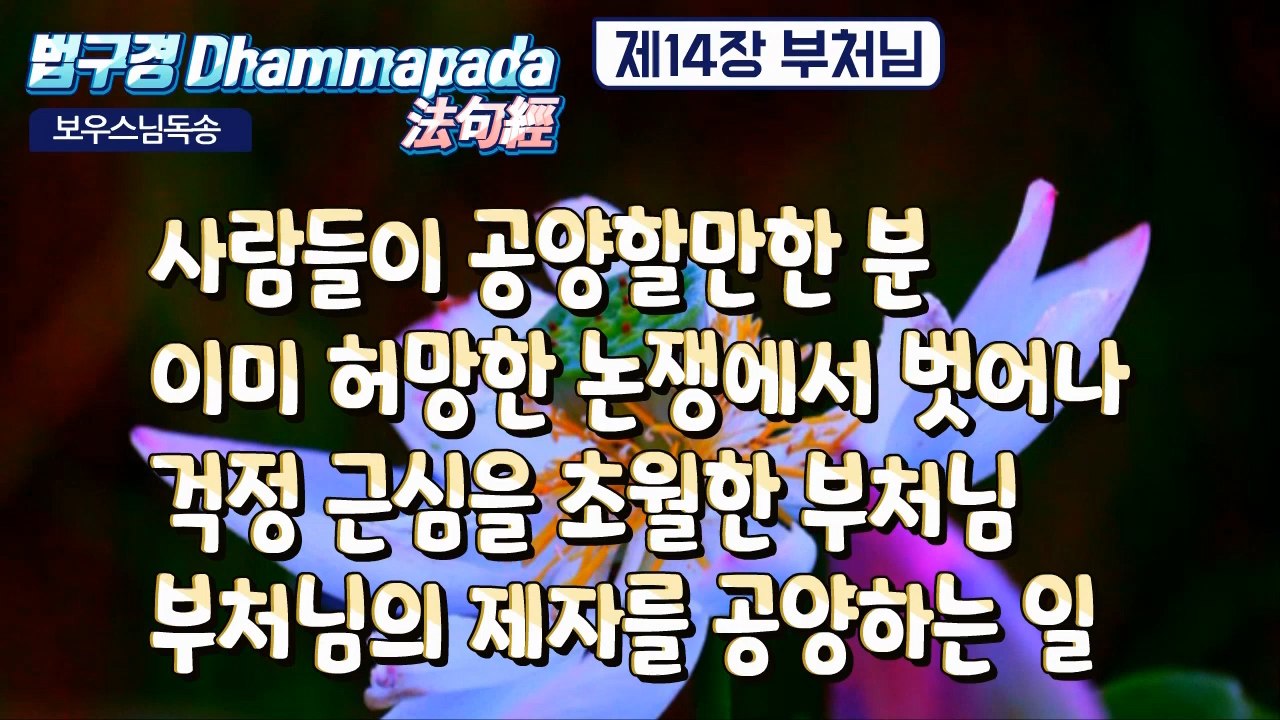 법구경 Dhammapada
法句經
보우스님독송
제14장 부처님
사람들이 공양할만한 분
이미 허망한 논쟁에서 벗어나
걱정 근심을 초월한 부처님
부처님의 제자를 공양하는 일